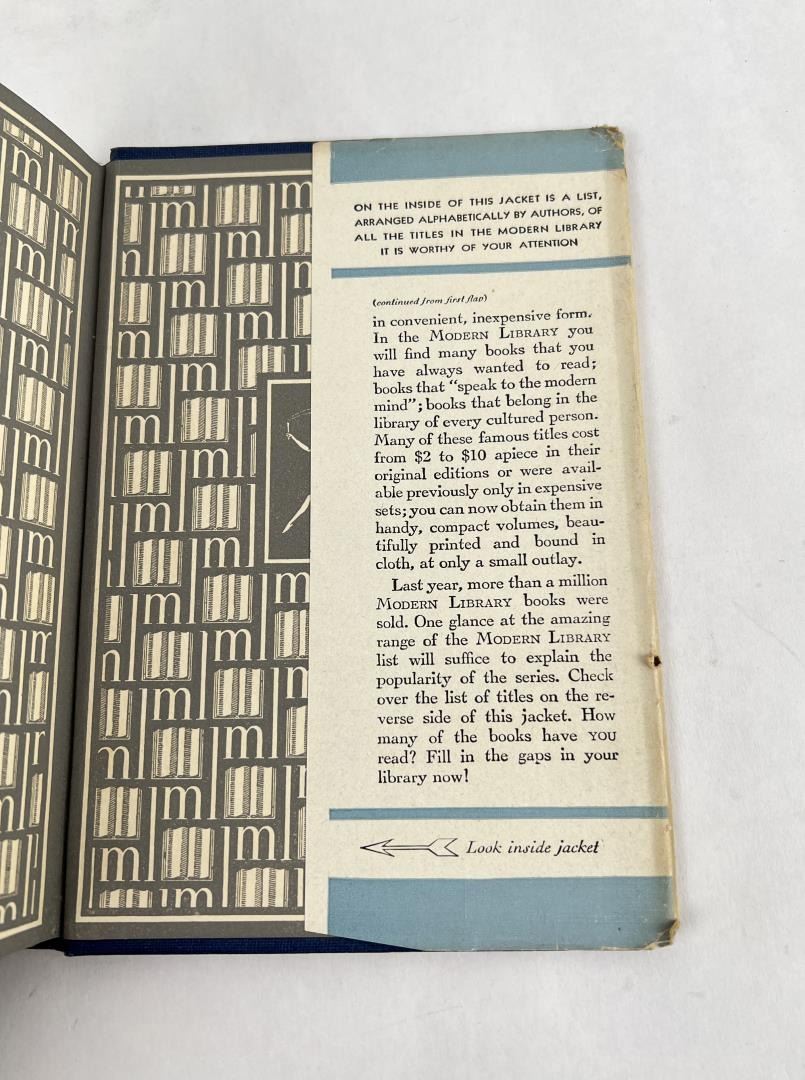 ON THE INSIDE OF THIS JACKET IS A LIST,
ARRANGED ALPHABETICALLY BY AUTHORS, OF
ALL THE TITLES IN THE MODERN LIBRARY
IT IS WORTHY OF YOUR ATTENTION
(continued from first flap)
in convenient, inexpensive form.
In the MODERN LIBRARY you
will find many books that you
have always wanted to read;
books that “speak to the modern
mind”; books that belong in the
library of every cultured person.
Many of these famous titles cost
from $2 to $10 apiece in their
original editions or were avail-
able previously only in expensive
sets; you can now obtain them in
handy, compact volumes, beau-
tifully printed and bound in
cloth, at only a small outlay.
Last year, more than a million
MODERN LIBRARY books were
sold. One glance at the amazing
range of the MODERN LIBRARY
list will suffice to explain the
popularity of the series. Check
over the list of titles on the re-
verse side of this jacket. How
many of the books have YOU
read? Fill in the gaps in your
library now!
Look inside jacket